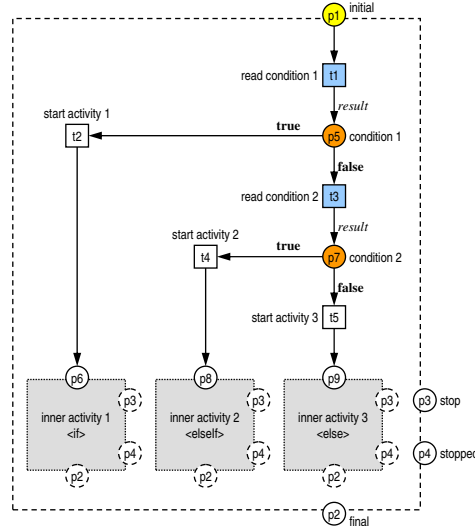 p1 initial
read condition 1 t1
result
start activity 1
true
t2 p5 condition 1
false
read condition 2 t3
result
start activity 2
true
t4 p7 condition 2
false
start activity 3 t5
p6 p8 p9
p3 p3 p3 p3 stop
inner activity 1 inner activity 2 inner activity 3
<if> <elseIf> <else>
p4 p4 p4 p4 stopped
p2 p2 p2
p2 final